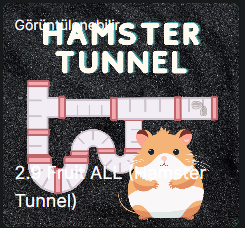 Görüntülenebilir
HAMSTER
TUNNEL
2.9 Fruit ALL (Hamster
Tunnel)